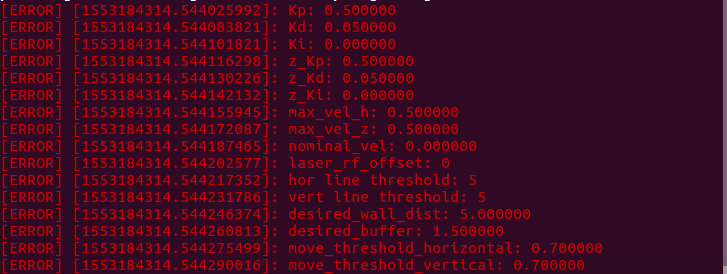 [ERROR] [1553184314.544025992]: Kp: 0.500000
[ERROR] [1553184314.544083821]: Kd: 0.050000
[ERROR] [1553184314.544101821]: Ki: 0.000000
[ERROR] [1553184314.544116298]: z_Kp: 0.500000
[ERROR] [1553184314.544130226]: z_Kd: 0.050000
[ERROR] [1553184314.544142132]: z_Ki: 0.000000
[ERROR] [1553184314.544155945]: max_vel_h: 0.500000
[ERROR] [1553184314.544172087]: max_vel_z: 0.500000
[ERROR] [1553184314.544187465]: nominal_vel: 0.000000
[ERROR] [1553184314.544202577]: laser_rf_offset: 0
[ERROR] [1553184314.544217352]: hor line threshold: 5
[ERROR] [1553184314.544231786]: vert line threshold: 5
[ERROR] [1553184314.544246374]: desired_wall_dist: 5.000000
[ERROR] [1553184314.544260813]: desired_buffer: 1.500000
[ERROR] [1553184314.544275499]: move_threshold_horizontal: 0.700000
[ERROR] [1553184314.544290016]: move_threshold_vertical: 0.700000